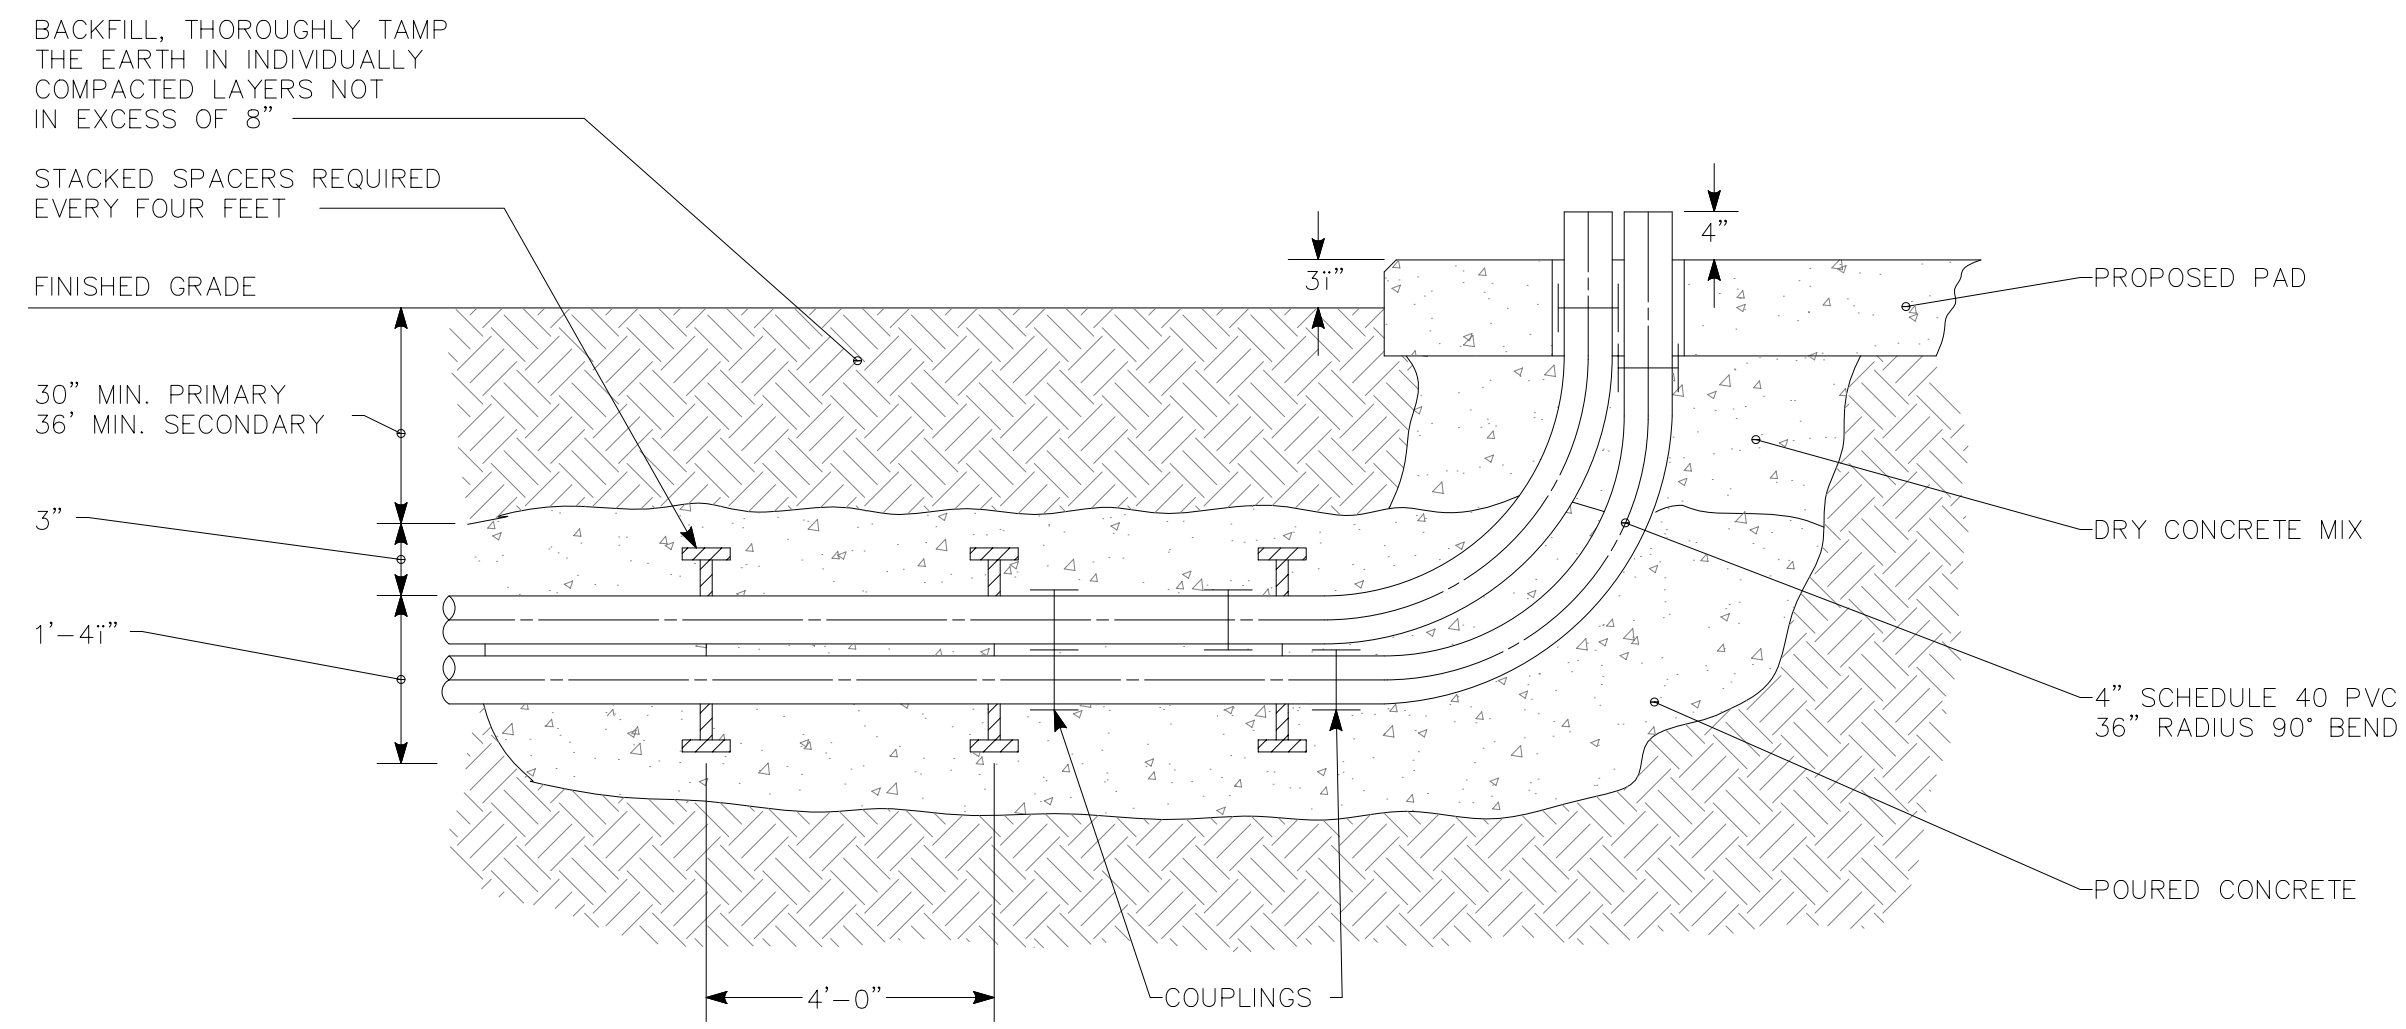 BACKFILL, THOROUGHLY TAMP
THE EARTH IN INDIVIDUALLY
COMPACTED LAYERS NOT
IN EXCESS OF 8”
STACKED SPACERS REQUIRED
EVERY FOUR FEET
FINISHED GRADE
30” MIN. PRIMARY
36’ MIN. SECONDARY
3”
1’–4ï”
4’–0”
COUPLINGS
3ï”
4”
PROPOSED PAD
DRY CONCRETE MIX
4” SCHEDULE 40 PVC
36” RADIUS 90° BEND
POURED CONCRETE